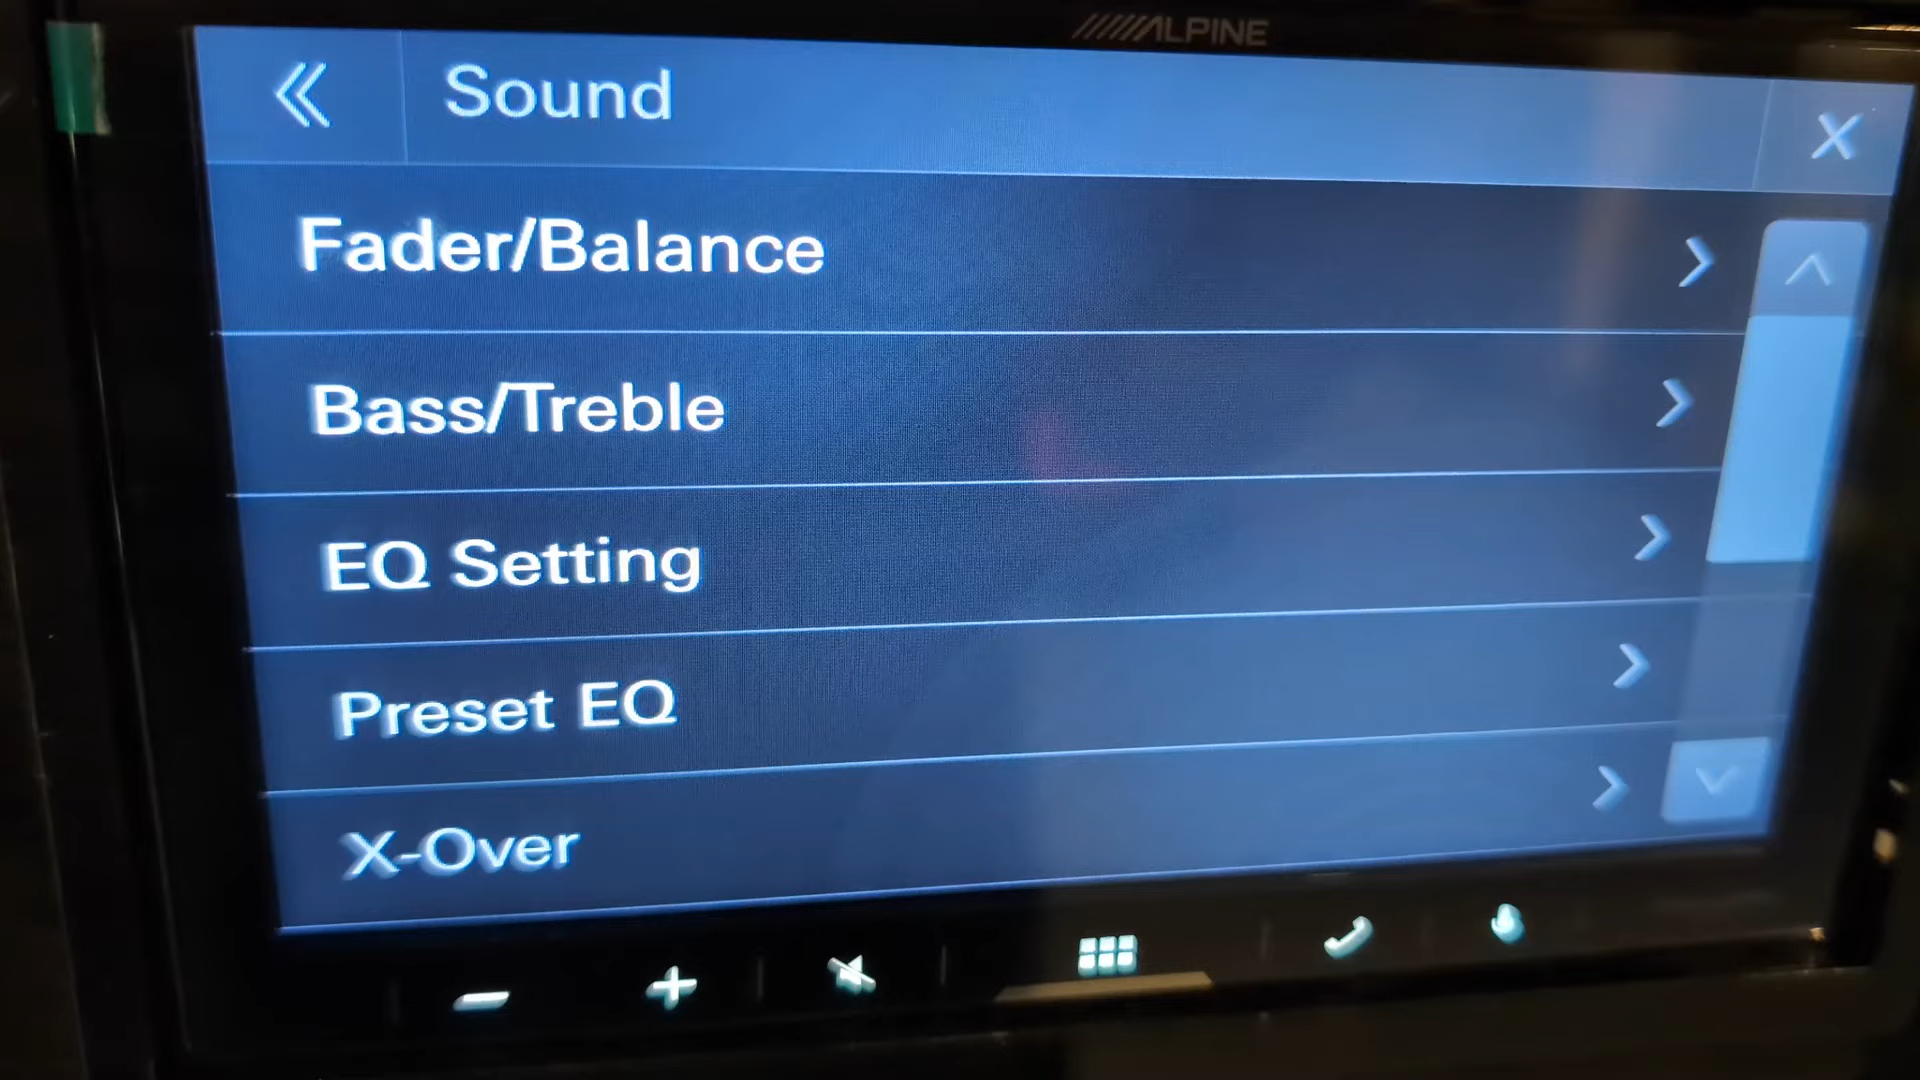 ALPINE
Sound
Fader/Balance
Bass/Treble
EQ Setting
Preset EQ
X-Over